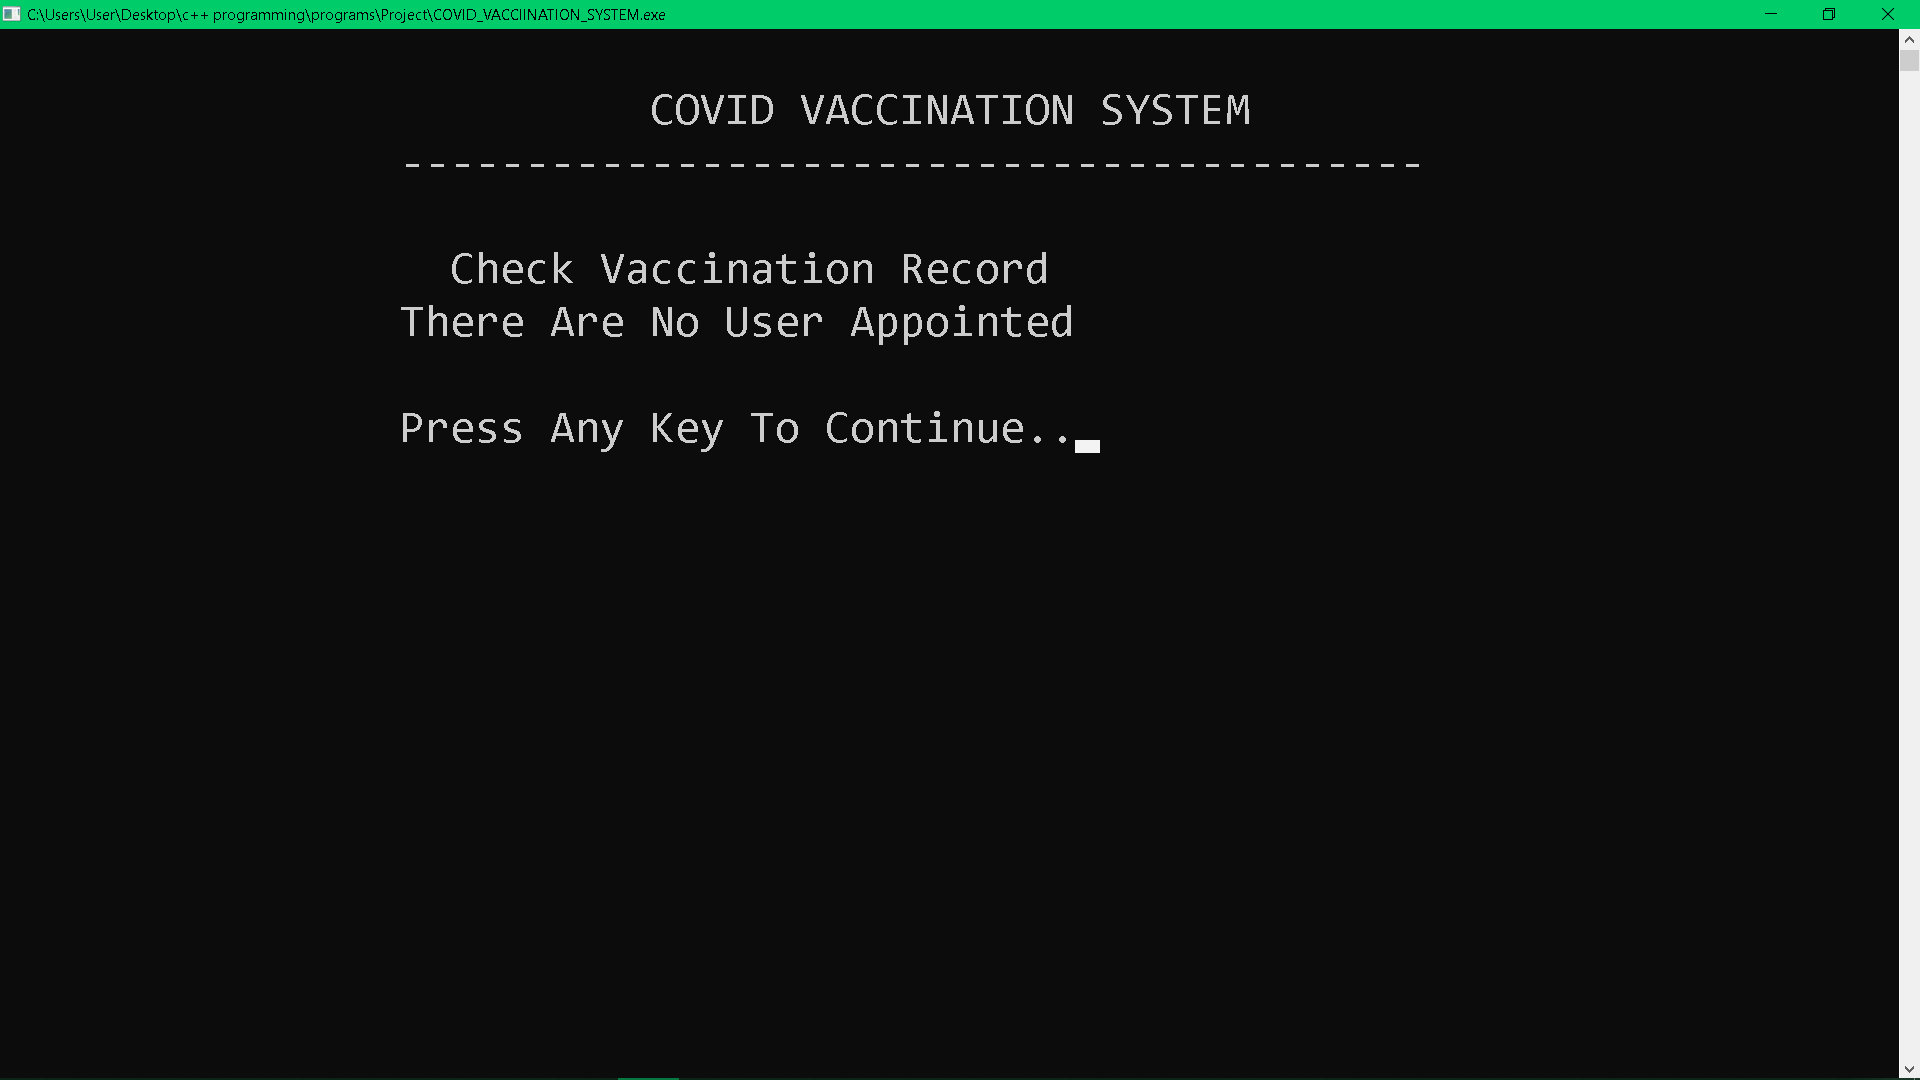 C:\Users\User\Desktop\c++ programming\programs\Project\COVID_VACCIINATION_SYSTEM.exe
COVID VACCINATION SYSTEM
-----------------------------------------
Check Vaccination Record
There Are No User Appointed
Press Any Key To Continue..